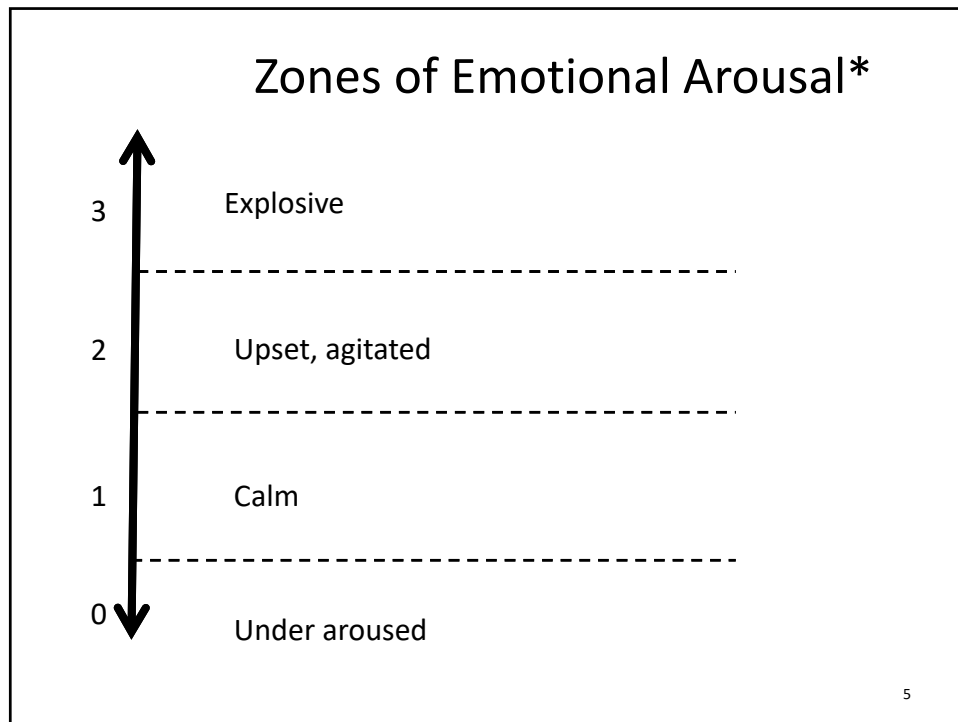 Zones of Emotional Arousal*
3 Explosive
2 Upset, agitated
1 Calm
0 Under aroused
5